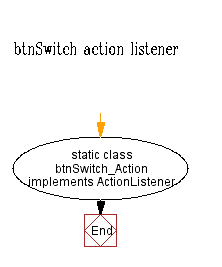 btnSwitch action listener
static class
btnSwitch_Action
implements ActionListener
End